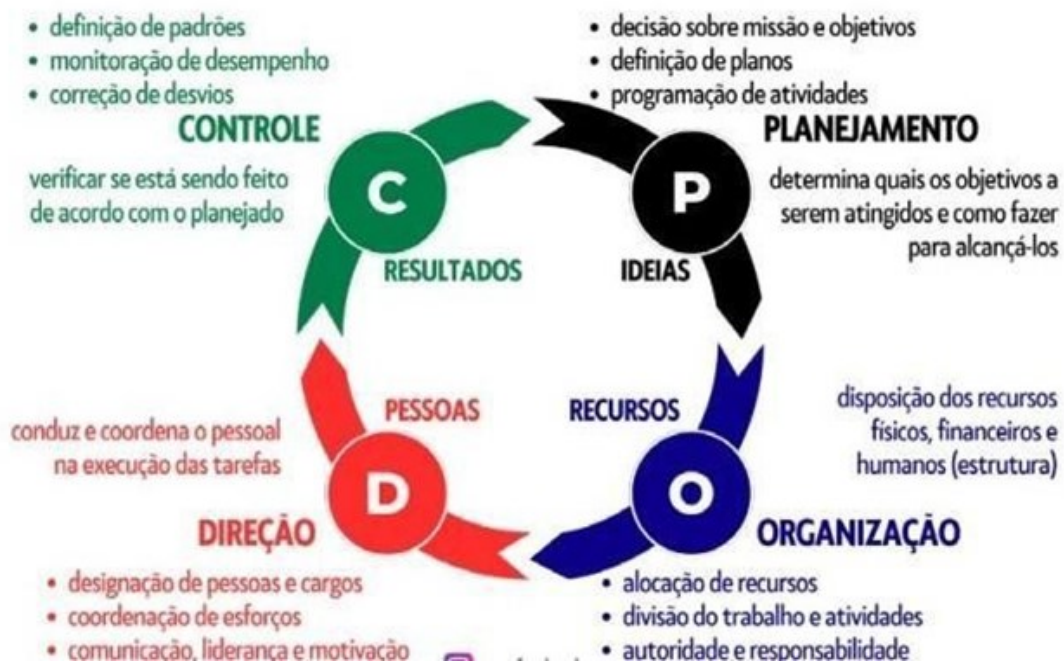 • definição de padrões
• monitoração de desempenho
• correção de desvios
CONTROLE
verificar se está sendo feito
de acordo com o planejado
C
RESULTADOS
• decisão sobre missão e objetivos
• definição de planos
• programação de atividades
PLANEJAMENTO
determina quais os objetivos a
serem atingidos e como fazer
para alcançá-los
P
IDEIAS
PESSOAS
conduz e coordena o pessoal
na execução das tarefas
D
DIREÇÃO
• designação de pessoas e cargos
• coordenação de esforços
• comunicação, liderança e motivação
RECURSOS
disposição dos recursos
físicos, financeiros e
humanos (estrutura)
O
ORGANIZAÇÃO
• alocação de recursos
• divisão do trabalho e atividades
• autoridade e responsabilidade